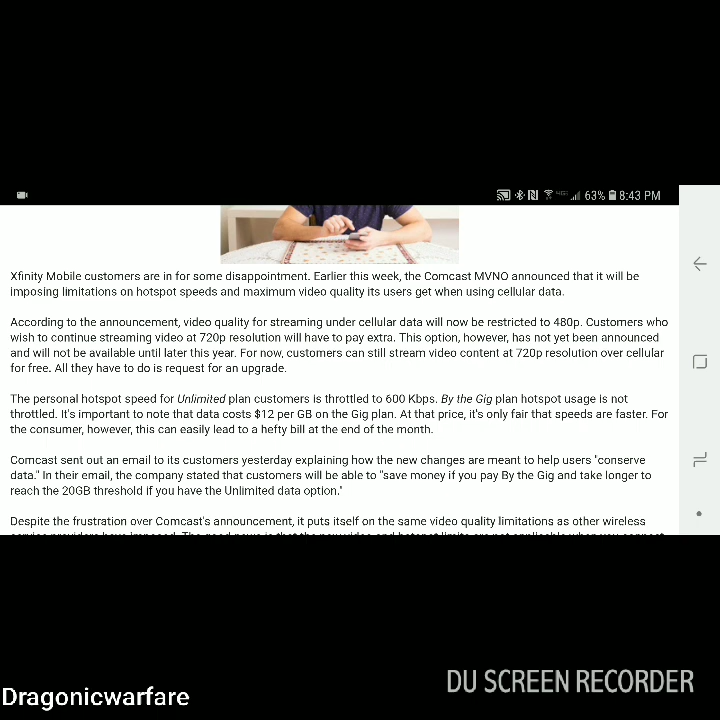 63% 8:43 PM
Xfinity Mobile customers are in for some disappointment. Earlier this week, the Comcast MVNO announced that it will be
imposing limitations on hotspot speeds and maximum video quality its users get when using cellular data.
According to the announcement, video quality for streaming under cellular data will now be restricted to 480p. Customers who
wish to continue streaming video at 720p resolution will have to pay extra. This option, however, has not yet been announced
and will not be available until later this year. For now, customers can still stream video content at 720p resolution over cellular
for free. All they have to do is request for an upgrade.
The personal hotspot speed for Unlimited plan customers is throttled to 600 Kbps. By the Gig plan hotspot usage is not
throttled. It's important to note that data costs $12 per GB on the Gig plan. At that price, it's only fair that speeds are faster. For
the consumer, however, this can easily lead to a hefty bill at the end of the month.
Comcast sent out an email to its customers yesterday explaining how the new changes are meant to help users "conserve
data." In their email, the company stated that customers will be able to "save money if you pay By the Gig and take longer to
reach the 20GB threshold if you have the Unlimited data option."
Despite the frustration over Comcast's announcement, it puts itself on the same video quality limitations as other wireless
DU SCREEN RECORDER
Dragonicwarfare